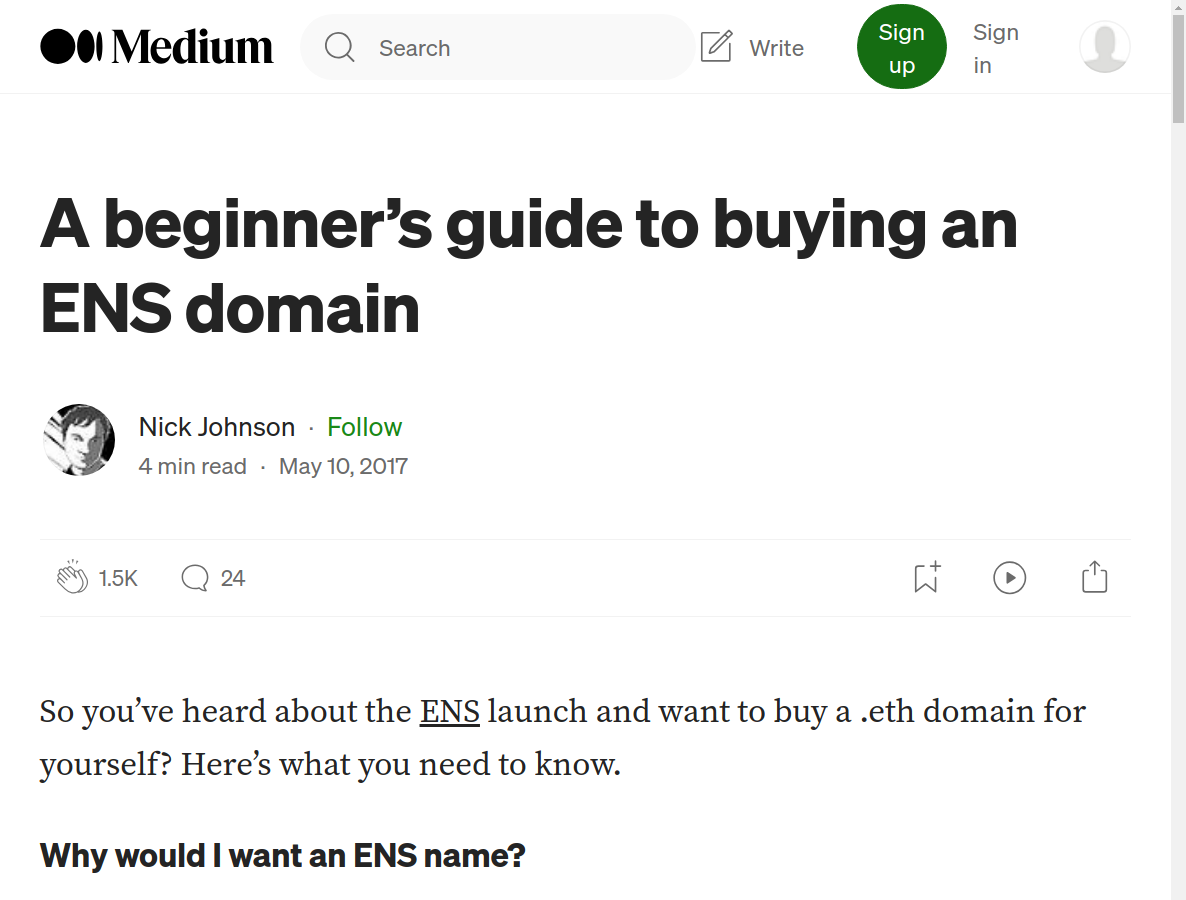 Medium
Search
Write
Sign
up
Sign
in
A beginner’s guide to buying an
ENS domain
Nick Johnson · Follow
4 min read · May 10, 2017
1.5K
24
So you’ve heard about the ENS launch and want to buy a .eth domain for
yourself? Here’s what you need to know.
Why would I want an ENS name?